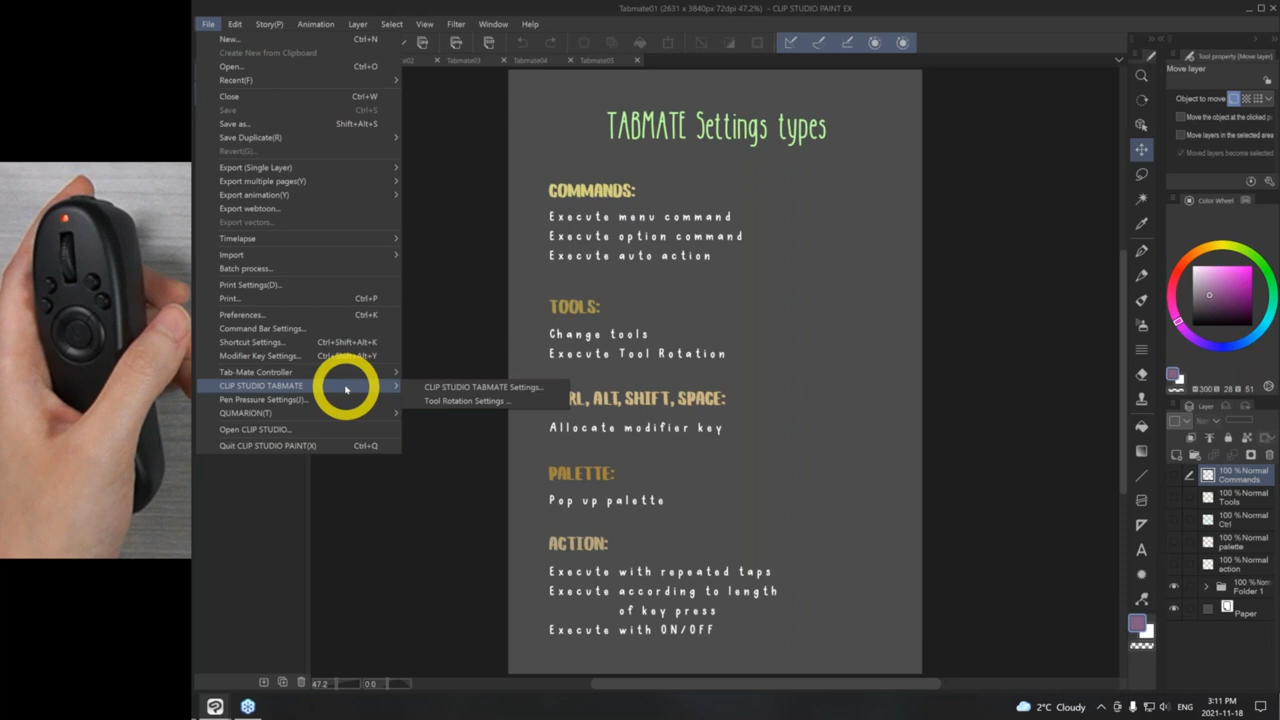 Tabmate01 (2631 x 3840px 72dpi 47.2%) - CLIP STUDIO PAINT EX
File Edit Story(P) Animation Layer Select View Filter Window Help
New... Ctrl+N
Create New from Clipboard
Open... Ctrl+O
Recent(F)
Close Ctrl+W
Save Ctrl+S
Save as... Shift+Alt+S
Save Duplicate(R)
Revert(G)...
Export (Single Layer)
Export multiple pages(Y)
Export animation(Y)
Export webtoon...
Export vectors...
Timelapse
Import
Batch process...
Print Settings(D)...
Print... Ctrl+P
Preferences... Ctrl+K
Command Bar Settings...
Shortcut Settings... Ctrl+Shift+Alt+K
Modifier Key Settings... Ctrl+Shift+Alt+Y
Tab-Mate Controller
CLIP STUDIO TABMATE
Pen Pressure Settings(J)...
QUMARION(T)
Open CLIP STUDIO...
Quit CLIP STUDIO PAINT(X) Ctrl+Q
CLIP STUDIO TABMATE Settings...
Tool Rotation Settings ...
Tabmate03 Tabmate04 Tabmate05
TABMATE Settings types
COMMANDS:
Execute menu command
Execute option command
Execute auto action
TOOLS:
Change tools
Execute Tool Rotation
RL, ALT, SHIFT, SPACE:
Allocate modifier key
PALETTE:
Pop up palette
ACTION:
Execute with repeated taps
Execute according to length
of key press
Execute with ON/OFF
Tool property [Move layer]
Move layer
Object to move
Move the object at the clicked p
Move layers in the selected area
Moved layers become selected
Color Wheel
300 28 51
Layer
Normal
100 % Normal
Commands
100 % Normal
Tools
100 % Normal
Ctrl
100 % Normal
palette
100 % Normal
action
100 % Norm
Folder 1
Paper
47.2 0.0
2°C Cloudy ENG 3:11 PM
2021-11-18